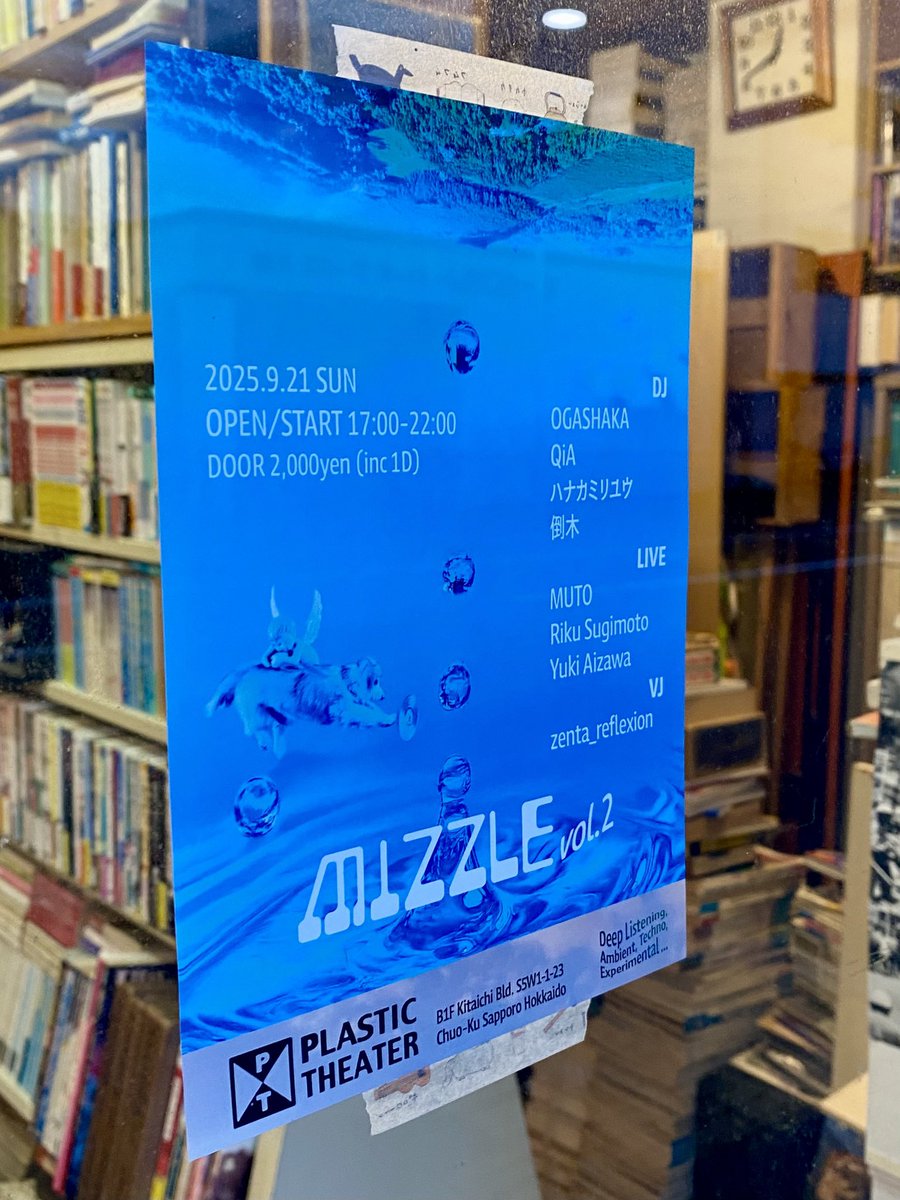 2025.9.21 SUN
OPEN/START 17:00-22:00
DOOR 2,000yen (inc 1D)
DJ
OGASHAKA
QiA
ハナカミリユウ
倒木
LIVE
MUTO
Riku Sugimoto
Yuki Aizawa
VJ
zenta_reflexion
MIZZLE vol.2
Deep Listening,
Ambient, Techno,
Experimental...
P
T
PLASTIC
THEATER
B1F Kitaichi Bld. S5W1-1-23
Chuo-Ku Sapporo Hokkaido